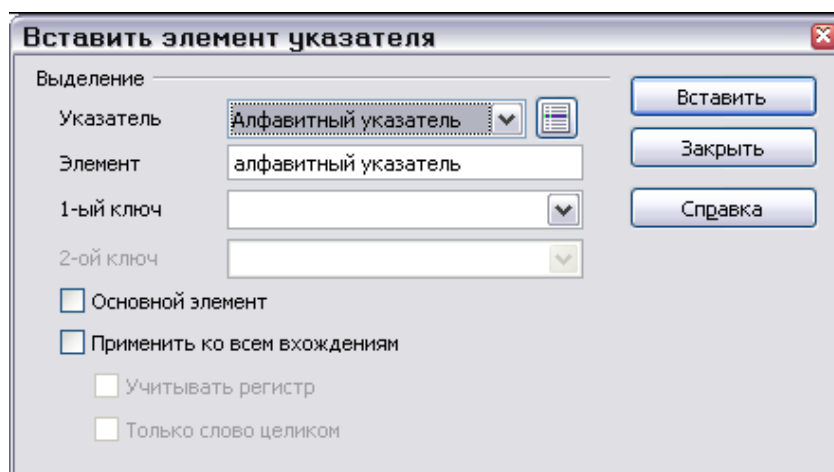 Вставить элемент указателя
Выделение
Указатель Алфавитный указатель
Элемент алфавитный указатель
1-ый ключ
2-ой ключ
Основной элемент
Применить ко всем вхождениям
Учитывать регистр
Только слово целиком
Вставить
Закрыть
Справка